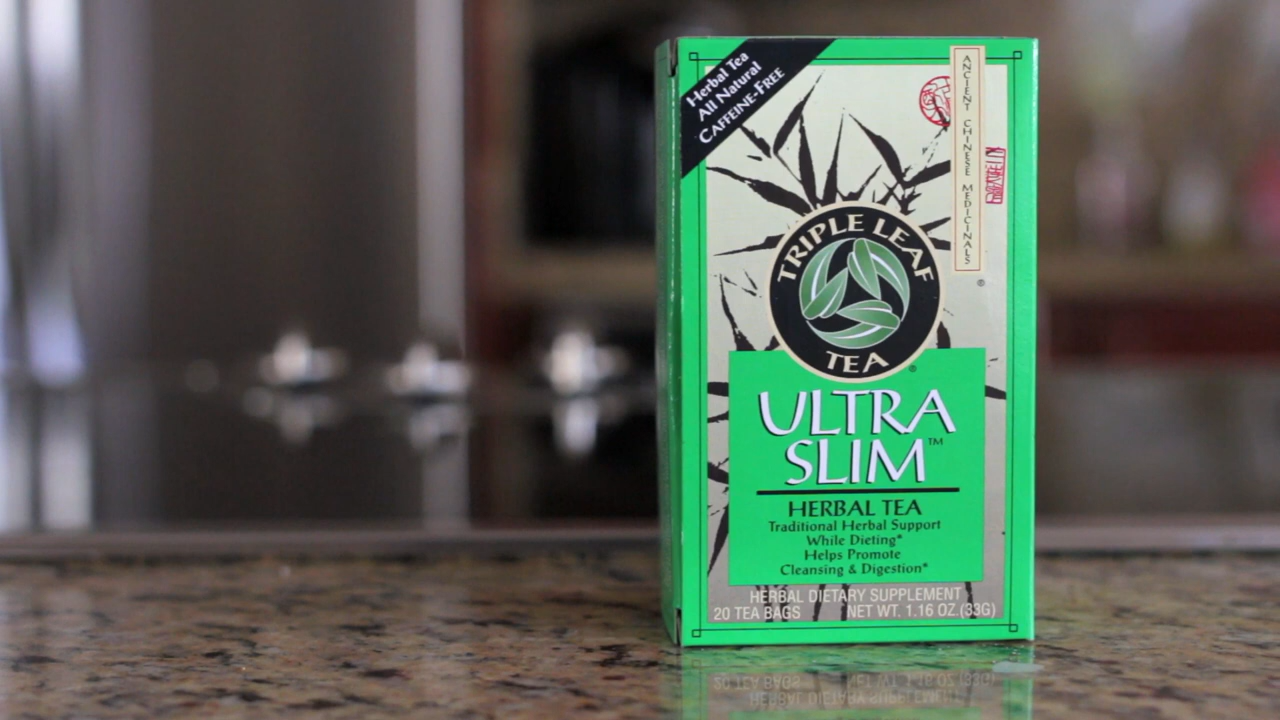 Herbal Tea
All Natural
CAFFEINE-FREE
ANCIENT CHINESE MEDICINALS
®
TRIPLE LEAF
TEA
®
ULTRA
SLIM™
HERBAL TEA
Traditional Herbal Support
While Dieting*
Helps Promote
Cleansing & Digestion*
HERBAL DIETARY SUPPLEMENT
20 TEA BAGS NET WT. 1.16 OZ.(33G)